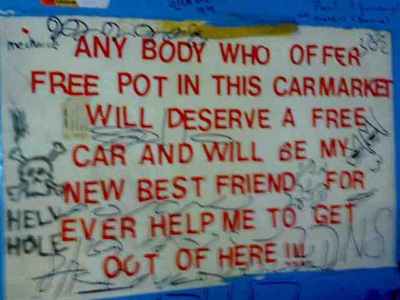 mechanics
ANY BODY WHO OFFER
FREE POT IN THIS CARMARKET
WILL DESERVE A FREE
CAR AND WILL BE MY
NEW BEST FRIEND FOR
EVER HELP ME TO GET
OUT OF HERE !!!
HELL
HOLE